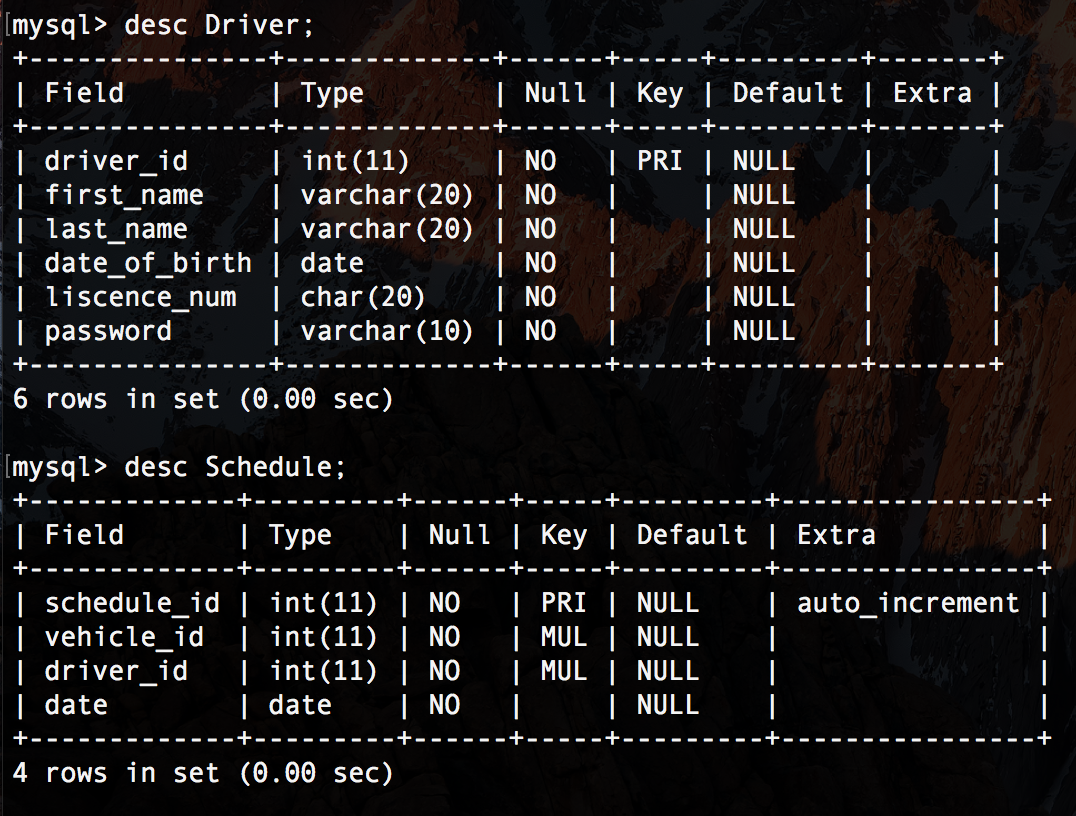 [mysql> desc Driver;
+---------------+-------------+------+-----+---------+-------+
| Field         | Type        | Null | Key | Default | Extra |
+---------------+-------------+------+-----+---------+-------+
| driver_id     | int(11)     | NO   | PRI | NULL    |       |
| first_name    | varchar(20) | NO   |     | NULL    |       |
| last_name     | varchar(20) | NO   |     | NULL    |       |
| date_of_birth | date        | NO   |     | NULL    |       |
| liscence_num  | char(20)    | NO   |     | NULL    |       |
| password      | varchar(10) | NO   |     | NULL    |       |
+---------------+-------------+------+-----+---------+-------+
6 rows in set (0.00 sec)
[mysql> desc Schedule;
+-------------+---------+------+-----+---------+----------------+
| Field       | Type    | Null | Key | Default | Extra          |
+-------------+---------+------+-----+---------+----------------+
| schedule_id | int(11) | NO   | PRI | NULL    | auto_increment |
| vehicle_id  | int(11) | NO   | MUL | NULL    |                |
| driver_id   | int(11) | NO   | MUL | NULL    |                |
| date        | date    | NO   |     | NULL    |                |
+-------------+---------+------+-----+---------+----------------+
4 rows in set (0.00 sec)